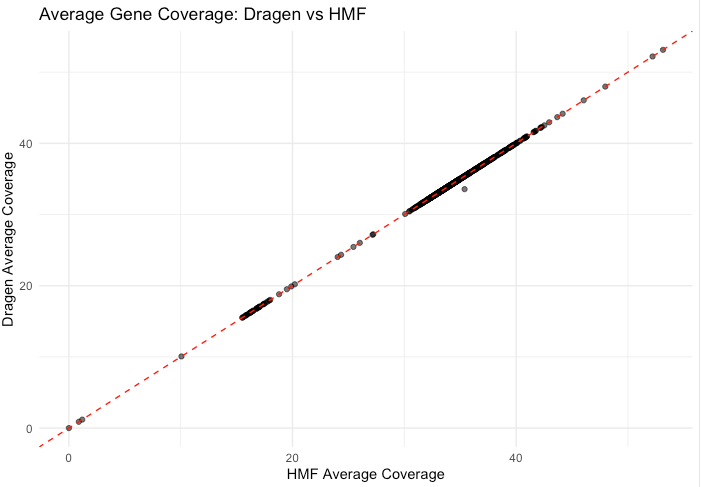 Average Gene Coverage: Dragen vs HMF
Dragen Average Coverage
40
20
0
0 20 40
HMF Average Coverage